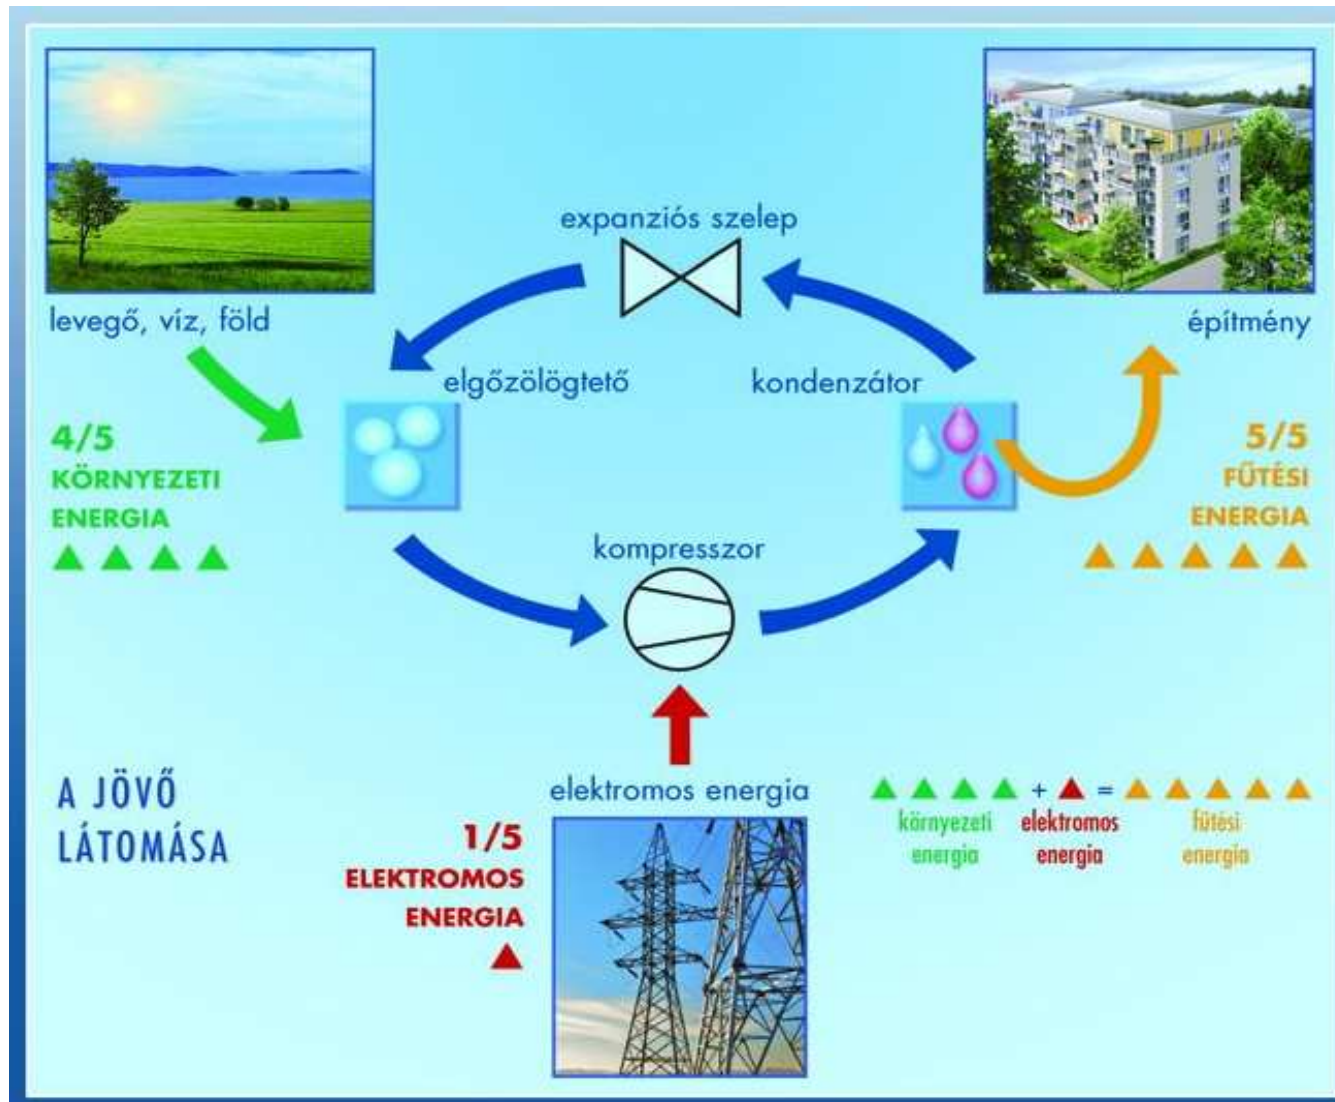 expanziós szelep
levegő, víz, föld
építmény
elgőzölögtető
kondenzátor
4/5
KÖRNYEZETI
ENERGIA
5/5
FŰTÉSI
ENERGIA
kompresszor
A JÖVŐ
LÁTOMÁSA
elektromos energia
1/5
ELEKTROMOS
ENERGIA
+ =
környezeti
energia
elektromos
energia
fűtési
energia